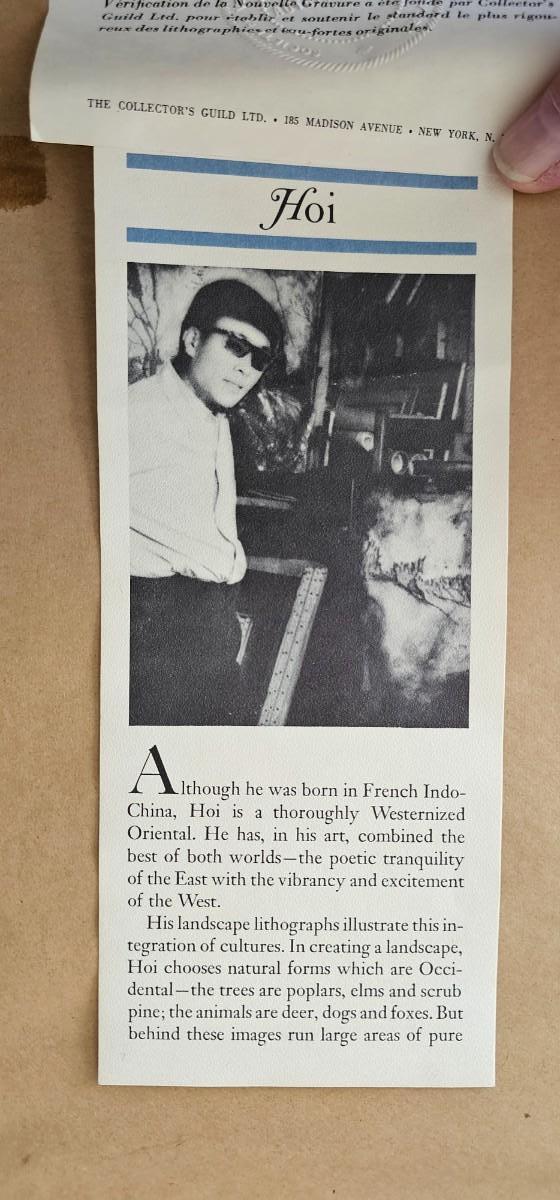 Vérification de la Nouvelle Gravure a été fondé par Collector's
Guild Ltd. pour établir et soutenir le standard le plus rigou-
reux des lithographies et eau-fortes originales.
THE COLLECTOR'S GUILD LTD. • 185 MADISON AVENUE • NEW YORK, N.
Hoi
Although he was born in French Indo-
China, Hoi is a thoroughly Westernized
Oriental. He has, in his art, combined the
best of both worlds—the poetic tranquility
of the East with the vibrancy and excitement
of the West.
His landscape lithographs illustrate this in-
tegration of cultures. In creating a landscape,
Hoi chooses natural forms which are Occi-
dental—the trees are poplars, elms and scrub
pine; the animals are deer, dogs and foxes. But
behind these images run large areas of pure